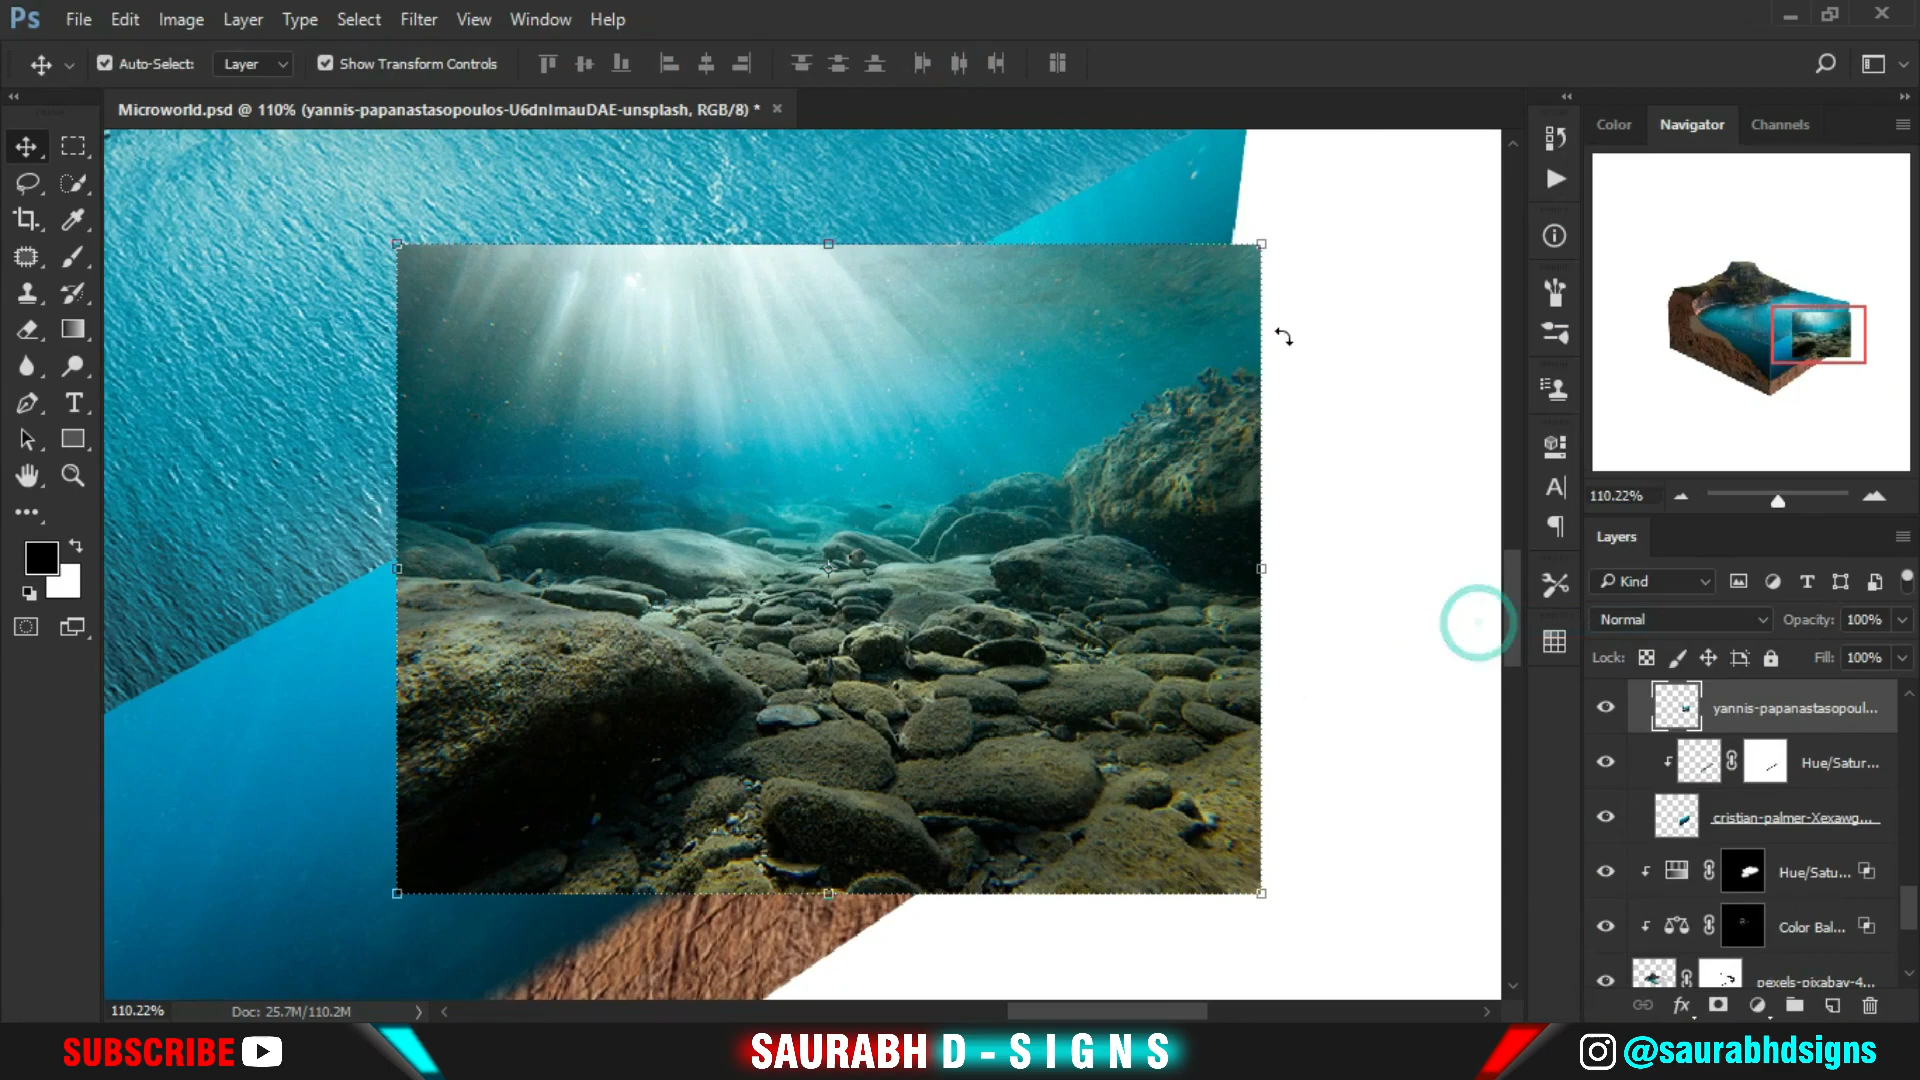 Ps File Edit Image Layer Type Select Filter View Window Help
Auto-Select: Layer Show Transform Controls
Microworld.psd @ 110% (yannis-papanastasopoulos-U6dnImauDAE-unsplash, RGB/8) *
Color Navigator Channels
110.22%
Layers
Kind
Normal Opacity: 100%
Lock: Fill: 100%
yannis-papanastasopoul...
Hue/Satur...
cristian-palmer-Xexawg...
Hue/Satu...
Color Bal...
pexels-pixabay-4...
110.22% Doc: 25.7M/110.2M
SUBSCRIBE SAURABH D-SIGNS @saurabhdsigns